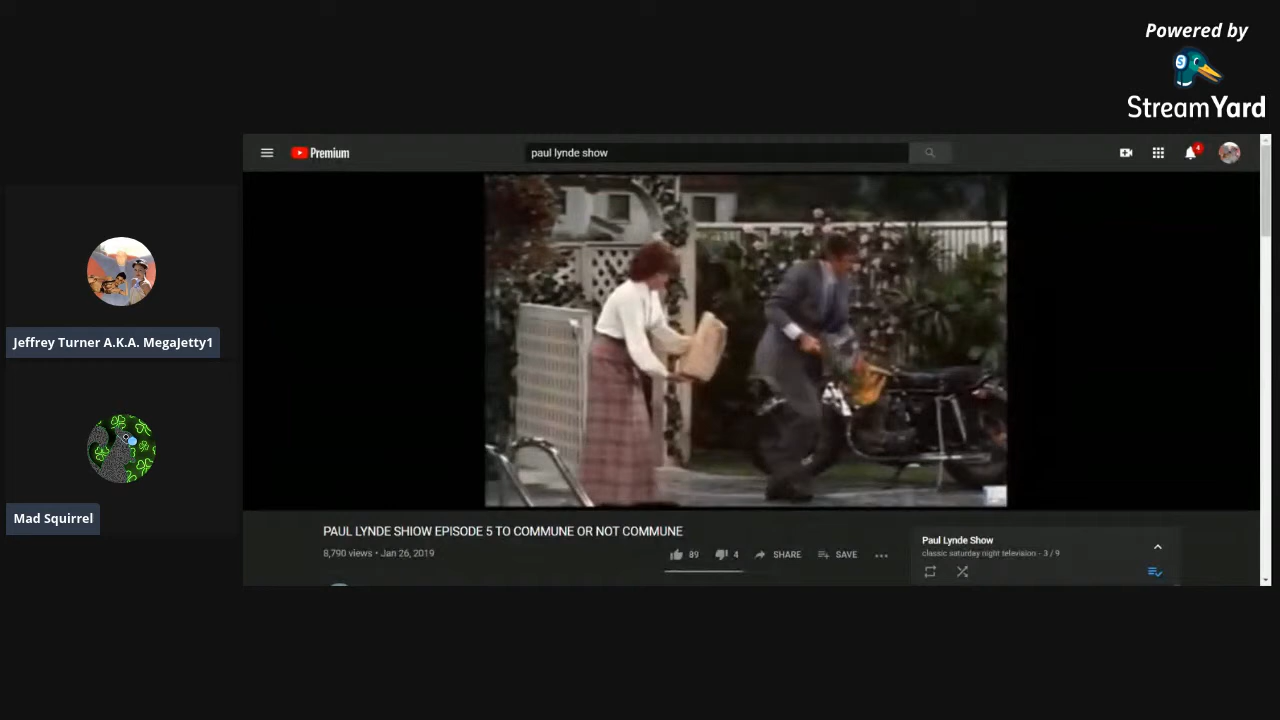 Powered by
StreamYard
Premium
paul lynde show
4
Jeffrey Turner A.K.A. MegaJetty1
Mad Squirrel
PAUL LYNDE SHIOW EPISODE 5 TO COMMUNE OR NOT COMMUNE
8,790 views • Jan 26, 2019
89
4
SHARE
SAVE
Paul Lynde Show
classic saturday night television - 3 / 9